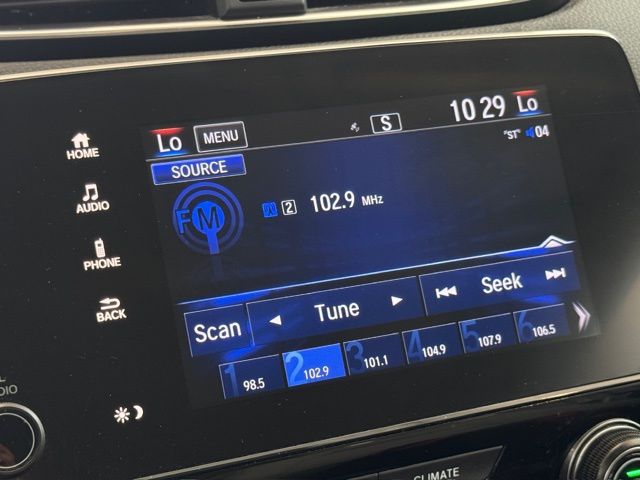 Lo MENU S 10 29 Lo
"ST" 04
HOME SOURCE
FM 2 102.9 MHz
AUDIO
PHONE
BACK
Scan Tune Seek
1 98.5 2 102.9 3 101.1 4 104.9 5 107.9 6 106.5
CLIMATE